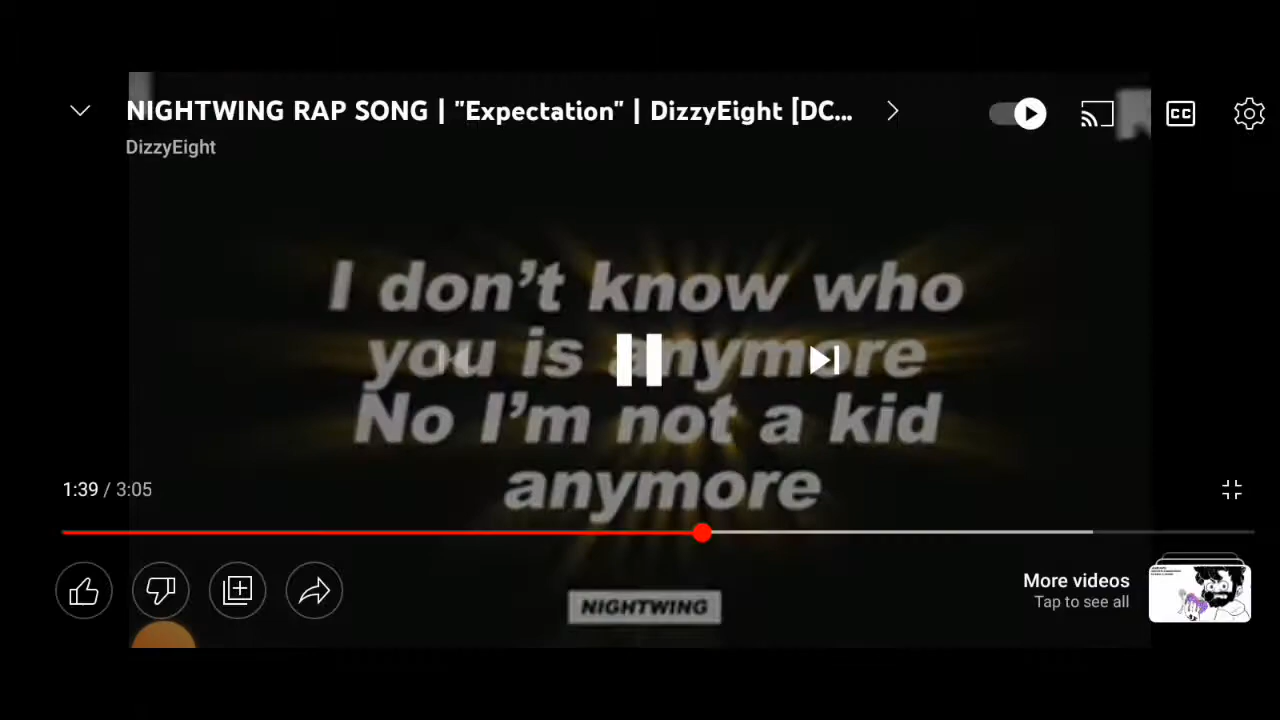 NIGHTWING RAP SONG | "Expectation" | DizzyEight [DC...
DizzyEight
CC
I don't know who
you is anymore
No I'm not a kid
anymore
1:39 / 3:05
More videos
Tap to see all
NIGHTWING